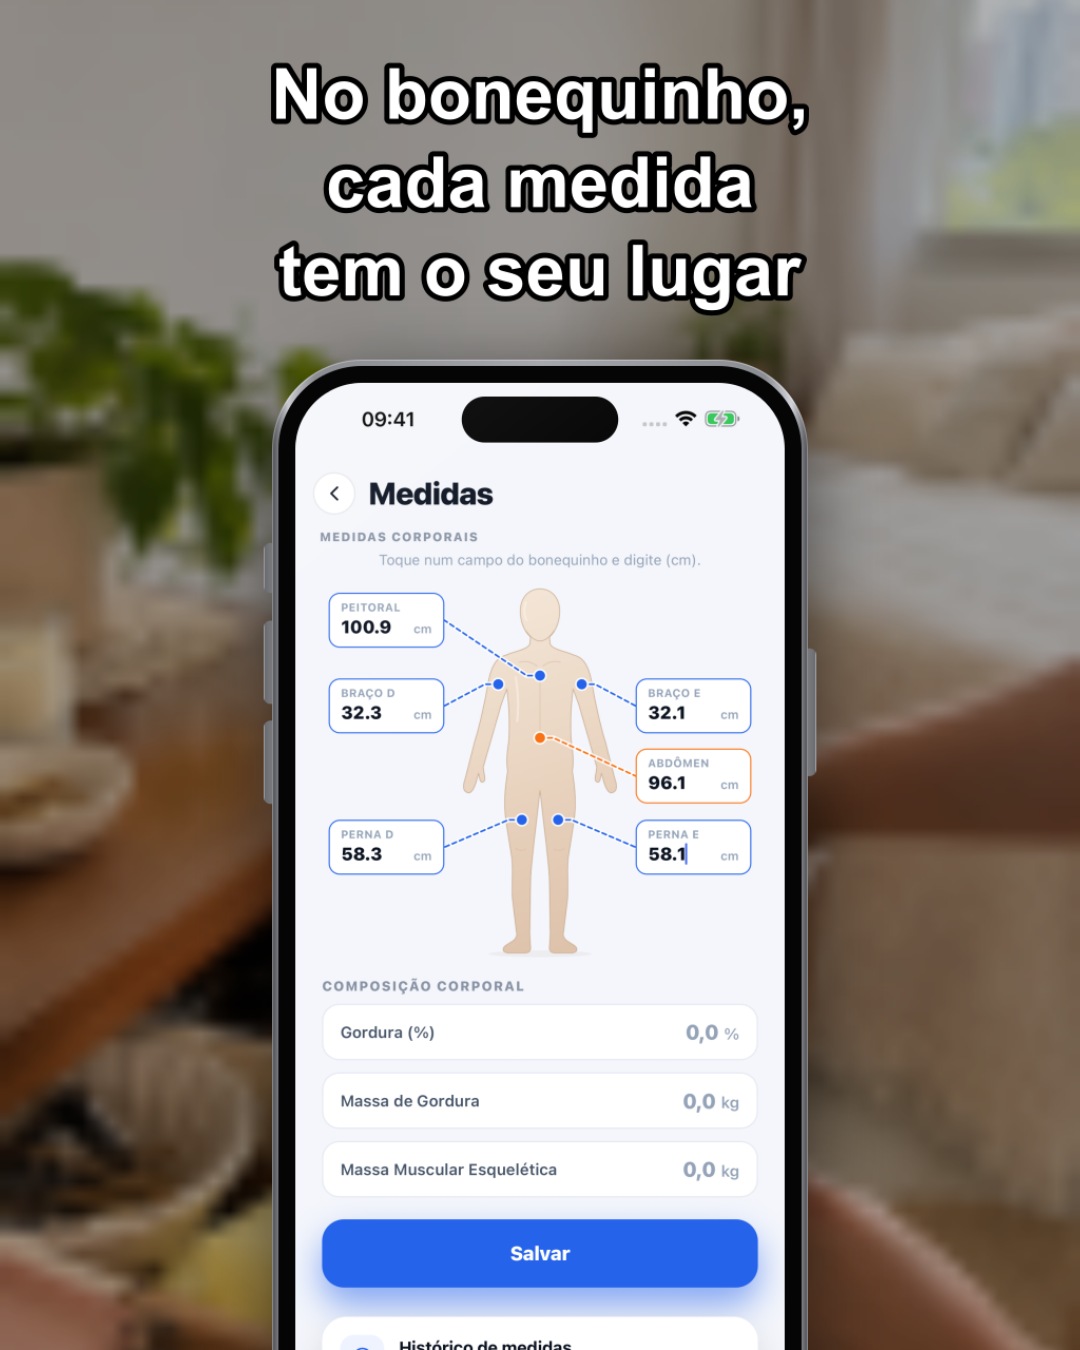 No bonequinho,
cada medida
tem o seu lugar
09:41
Medidas
MEDIDAS CORPORAIS
Toque num campo do bonequinho e digite (cm).
PEITORAL
100.9 cm
BRAÇO D
32.3 cm
BRAÇO E
32.1 cm
ABDÔMEN
96.1 cm
PERNA D
58.3 cm
PERNA E
58.1 cm
COMPOSIÇÃO CORPORAL
Gordura (%) 0,0 %
Massa de Gordura 0,0 kg
Massa Muscular Esquelética 0,0 kg
Salvar
Histórico de medidas